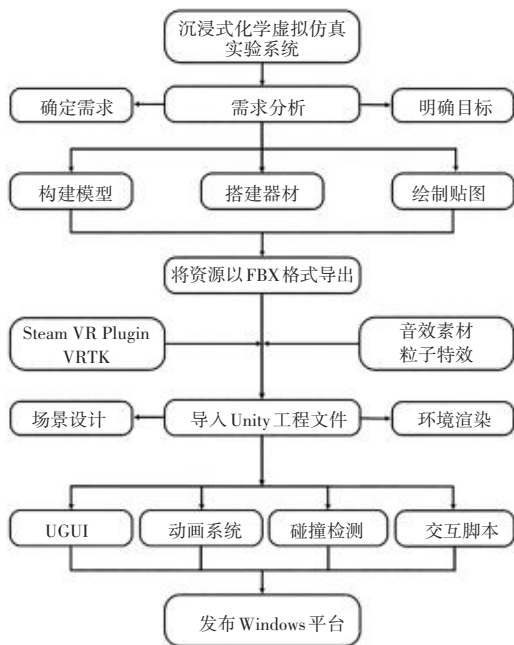 沉浸式化学虚拟仿真
实验系统
确定需求
需求分析
明确目标
构建模型
搭建器材
绘制贴图
将资源以FBX格式导出
Steam VR Plugin
VRTK
音效素材
粒子特效
场景设计
导入Unity工程文件
环境渲染
UGUI
动画系统
碰撞检测
交互脚本
发布Windows平台